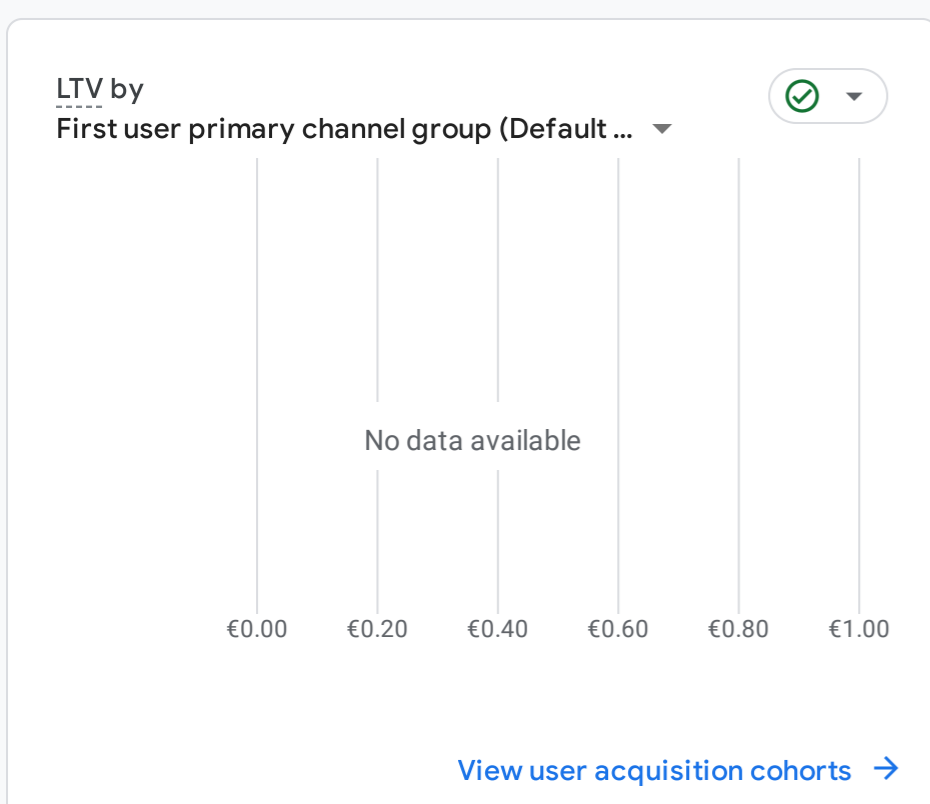 LTV by
First user primary channel group (Default ...
No data available
€0.00 €0.20 €0.40 €0.60 €0.80 €1.00
View user acquisition cohorts